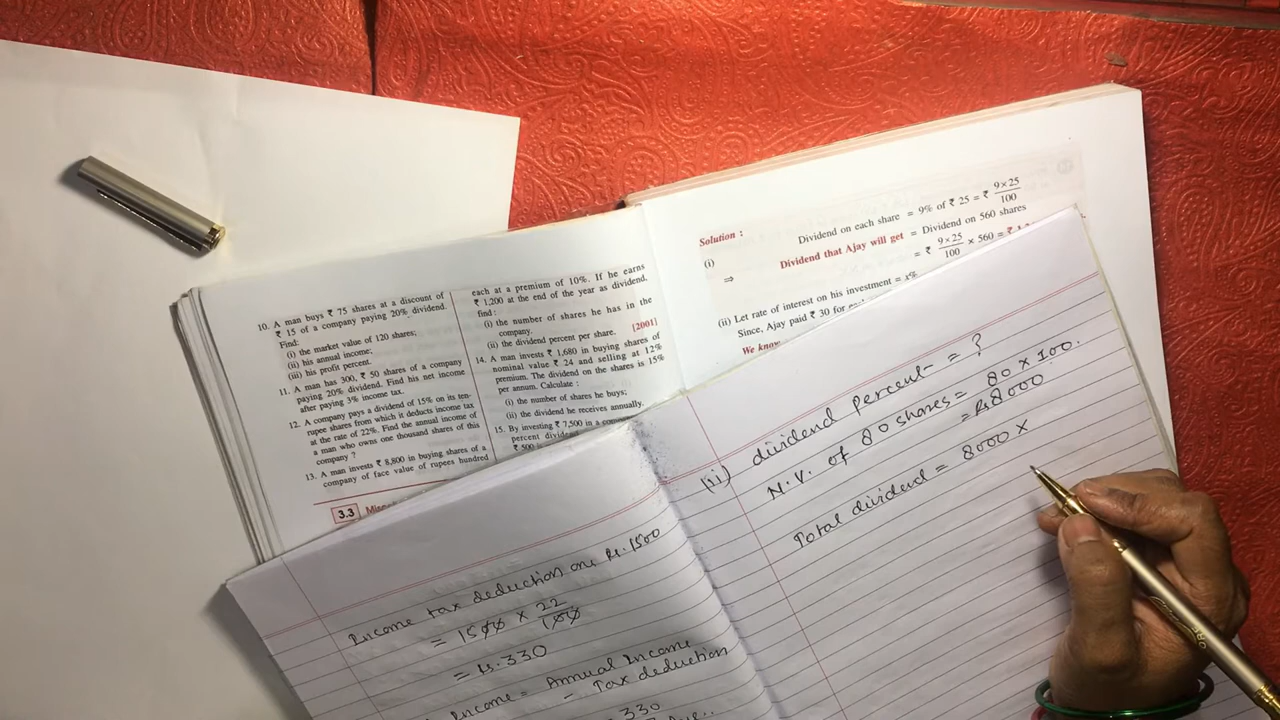 10. A man buys ₹ 75 shares at a discount of
₹ 15 of a company paying 20% dividend.
Find:
(i) the market value of 120 shares;
(ii) his annual income;
(iii) his profit percent.
11. A man has 300, ₹ 50 shares of a company
paying 20% dividend. Find his net income
after paying 3% income tax.
12. A company pays a dividend of 15% on its ten-
rupee shares from which it deducts income tax
at the rate of 22%. Find the annual income of
a man who owns one thousand shares of this
company ?
13. A man invests ₹ 8,800 in buying shares of a
company of face value of rupees hundred
each at a premium of 10%. If he earns
₹ 1,200 at the end of the year as dividend.
find :
(i) the number of shares he has in the
company.
(ii) the dividend percent per share. [2001]
14. A man invests ₹ 1,680 in buying shares of
nominal value ₹ 24 and selling at 12%
premium. The dividend on the shares is 15%
per annum. Calculate :
(i) the number of shares he buys;
(ii) the dividend he receives annually.
15. By investing ₹ 7,500 in a
percent
₹ 500
3.3
Solution :
(i) Dividend on each share = 9% of ₹ 25 = ₹ 9×25/100
⇒ Dividend that Ajay will get = Dividend on 560 shares
= ₹ 9×25/100 × 560 = ₹
(ii) Let rate of interest on his investment = x%
Since, Ajay paid ₹ 30 for
We know
Income tax deduction on Rs.1500
= 1500 × 22/100
= Rs.330
Income = Annual Income
- Tax deduction
330
(ii) dividend percent = ?
N.V. of 80 shares = 80 × 100.
= Rs.8000
Total dividend = 8000 ×